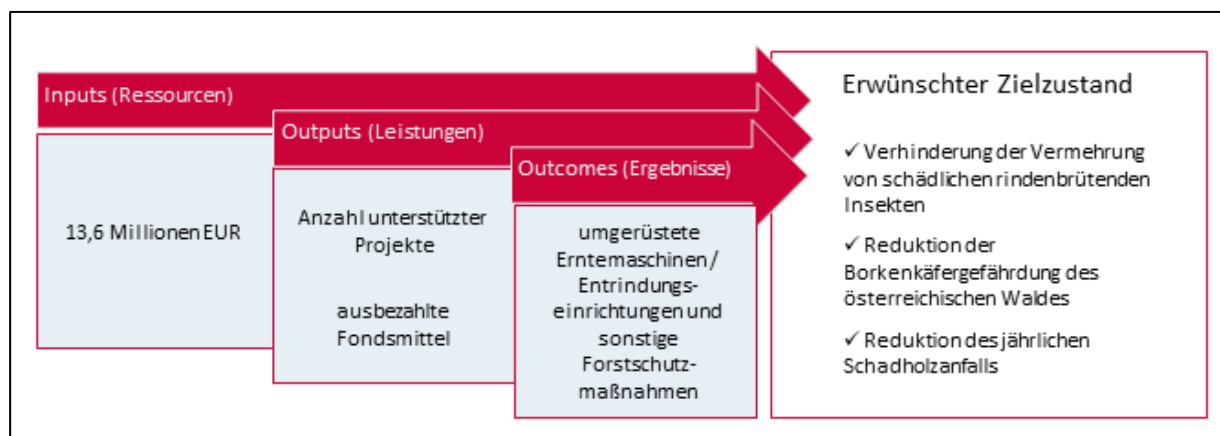 Inputs (Ressourcen)
13,6 Millionen EUR
Outputs (Leistungen)
Anzahl unterstützter
Projekte
ausbezahlte
Fondsmittel
Outcomes (Ergebnisse)
umgerüstete
Erntemaschinen /
Entrindungs-
einrichtungen und
sonstige
Forstschutz-
maßnahmen
Erwünschter Zielzustand
✓ Verhinderung der Vermehrung
von schädlichen rindenbrütenden
Insekten
✓ Reduktion der
Borkenkäfergefährdung des
österreichischen Waldes
✓ Reduktion des jährlichen
Schadholzanfalls